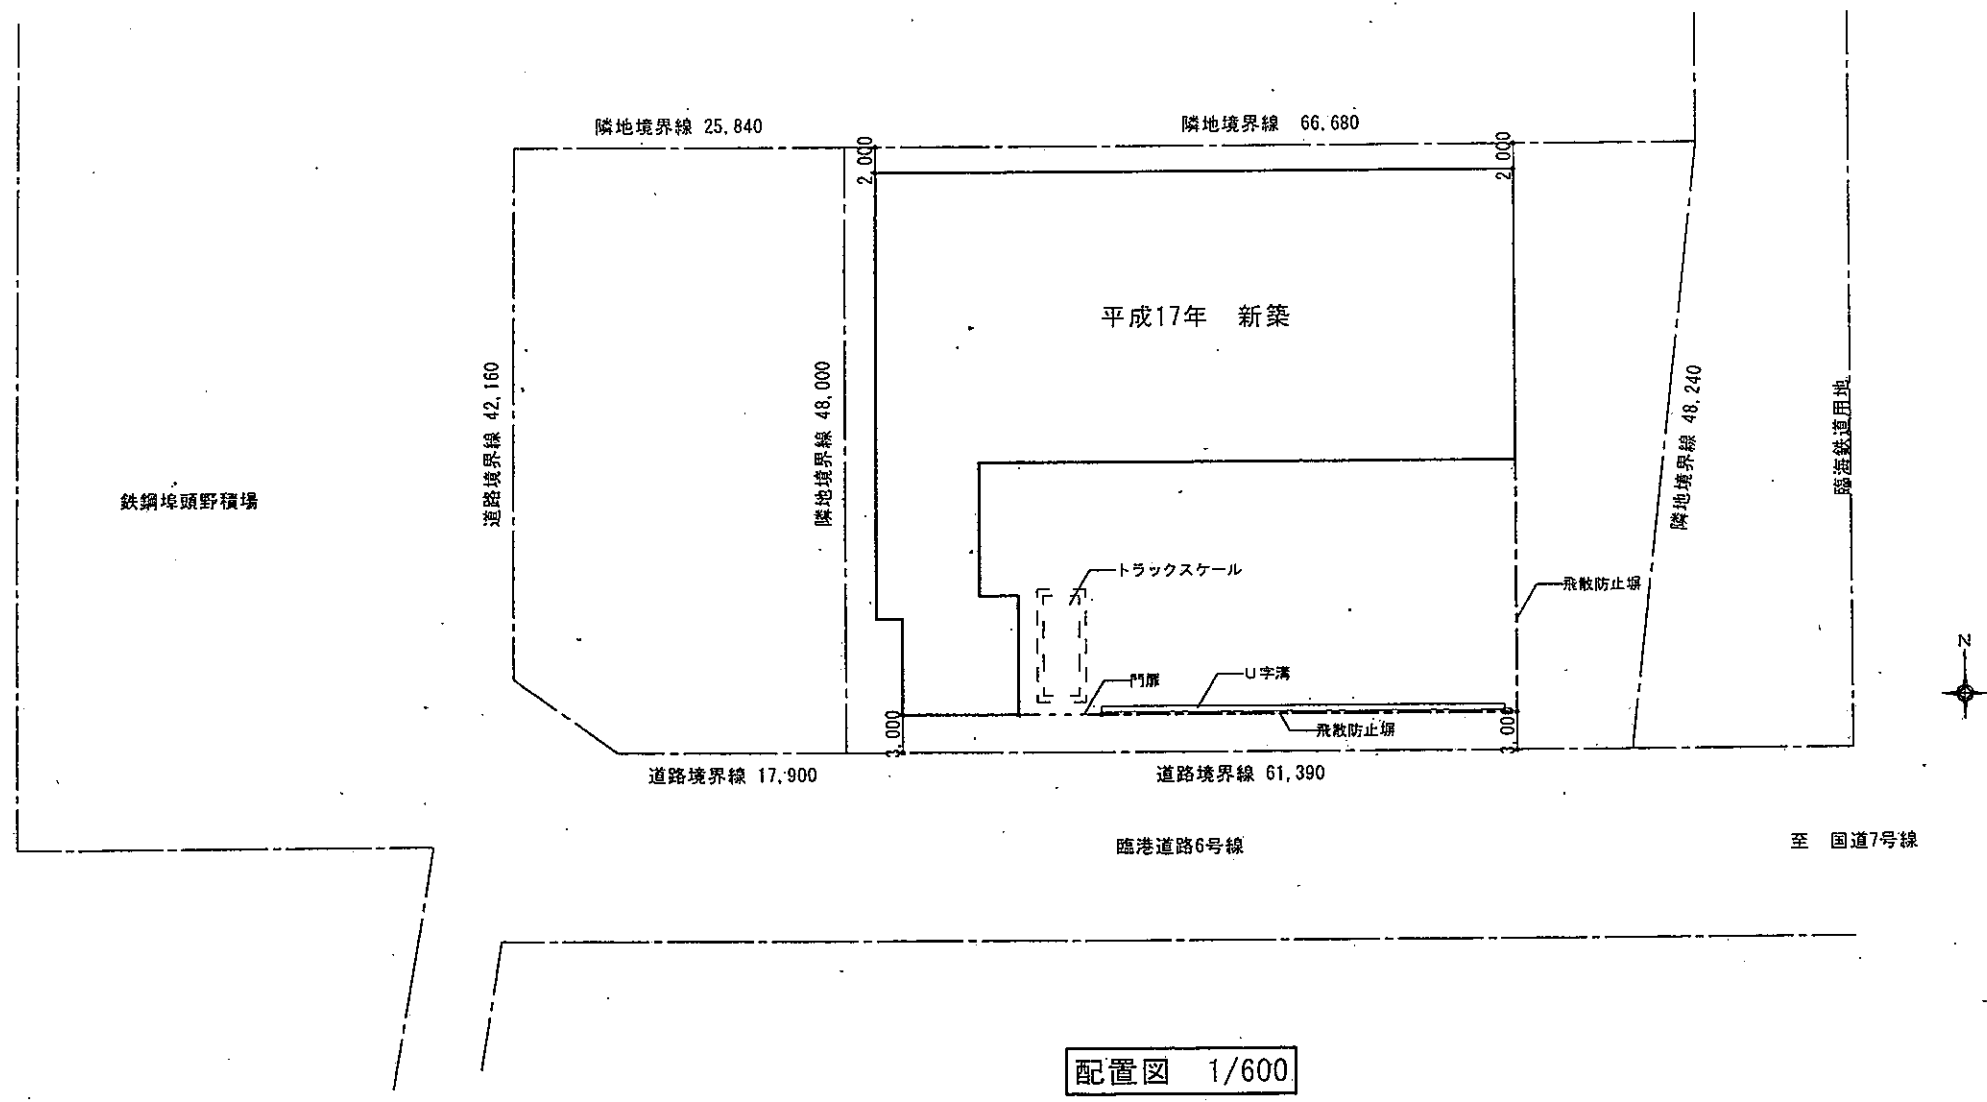 隣地境界線 25,840
隣地境界線 66,680
2,000
2,000
平成17年 新築
道路境界線 42,160
隣地境界線 48,000
隣地境界線 48,240
臨海鉄道用地
鉄鋼埠頭野積場
トラックスケール
飛散防止塀
門扉
U字溝
N
3,000
飛散防止塀
3,000
道路境界線 17,900
道路境界線 61,390
臨港道路6号線
至 国道7号線
配置図 1/600